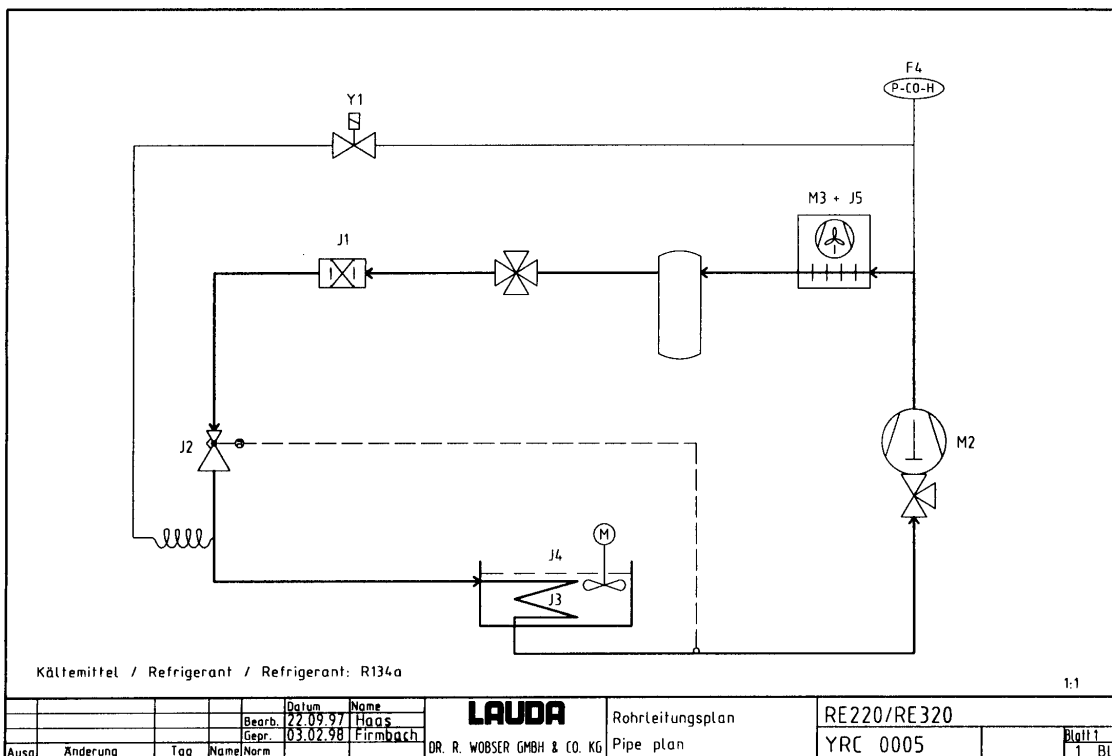 F4
P-CO-H
Y1
M3 + J5
J1
J2
M2
M
J4
J3
Kältemittel / Refrigerant / Refrigerant: R134a
1:1
Datum Name
Bearb. 22.09.97 Haas
Gepr. 03.02.98 Firmbach
Ausg. Änderung Tag Name Norm
LAUDA
DR. R. WOBSER GMBH & CO. KG
Rohrleitungsplan
Pipe plan
RE220/RE320
YRC 0005
Blatt 1
1 Bl